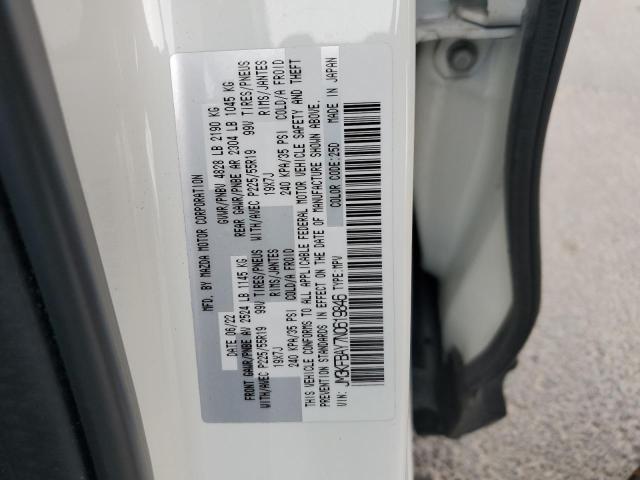 MFD. BY MAZDA MOTOR CORPORATION
DATE: 06/22 GVWR/PNBV 4828 LB 2190 KG
FRONT GAWR/PNBE AV 2524 LB 1145 KG REAR GAWR/PNBE AR 2304 LB 1045 KG
WITH/AVEC P225/55R19 99V TIRES/PNEUS WITH/AVEC P225/55R19 99V TIRES/PNEUS
19X7J RIMS/JANTES 19X7J RIMS/JANTES
240 KPA/35 PSI COLD/A FROID 240 KPA/35 PSI COLD/A FROID
THIS VEHICLE CONFORMS TO ALL APPLICABLE FEDERAL MOTOR VEHICLE SAFETY AND THEFT
PREVENTION STANDARDS IN EFFECT ON THE DATE OF MANUFACTURE SHOWN ABOVE.
VIN: JM3KFBAY7N0619846 TYPE:MPV COLOR CODE:25D MADE IN JAPAN